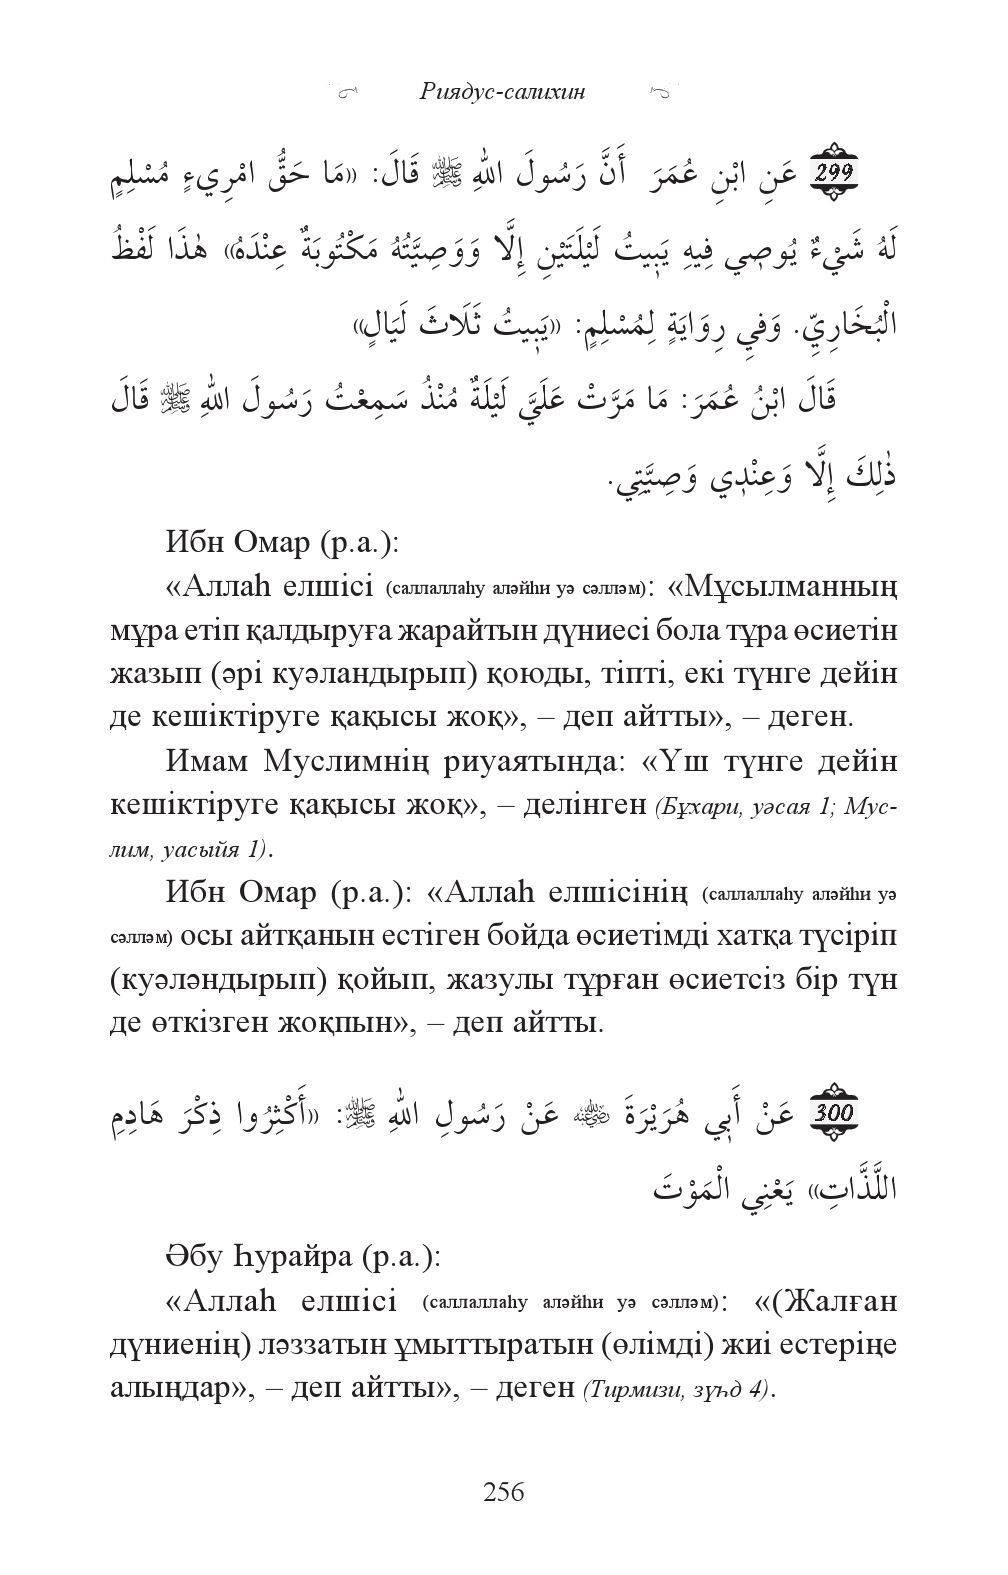 Риядус-салихин
299 عَنِ ابْنِ عُمَرَ أَنَّ رَسُولَ اللهِ ﷺ قَالَ: «مَا حَقُّ امْرِيءٍ مُسْلِمٍ
لَهُ شَيْءٌ يُوصِي فِيهِ يَبِيتُ لَيْلَتَيْنِ إِلَّا وَوَصِيَّتُهُ مَكْتُوبَةٌ عِنْدَهُ» هٰذَا لَفْظُ
الْبُخَارِيِّ. وَفيِ رِوَايَةٍ لِمُسْلِمٍ: «يَبِيتُ ثَلَاثَ لَيَالٍ»
قَالَ ابْنُ عُمَرَ: مَا مَرَّتْ عَلَيَّ لَيْلَةٌ مُنْذُ سَمِعْتُ رَسُولَ اللهِ ﷺ قَالَ
ذٰلِكَ إِلَّا وَعِنْدِي وَصِيَّتِي.
Ибн Омар (р.а.):
«Аллаһ елшісі (саллаллаһу аләйһи уә сәлләм): «Мұсылманның
мұра етіп қалдыруға жарайтын дүниесі бола тұра өсиетін
жазып (әрі куәландырып) қоюды, тіпті, екі түнге дейін
де кешіктіруге қақысы жоқ», – деп айтты», – деген.
Имам Муслимнің риуаятында: «Үш түнге дейін
кешіктіруге қақысы жоқ», – делінген (Бұхари, уәсая 1; Мус-
лим, уасыйя 1).
Ибн Омар (р.а.): «Аллаһ елшісінің (саллаллаһу аләйһи уә
сәлләм) осы айтқанын естіген бойда өсиетімді хатқа түсіріп
(куәләндырып) қойып, жазулы тұрған өсиетсіз бір түн
де өткізген жоқпын», – деп айтты.
300 عَنْ أَبِي هُرَيْرَةَ رضي الله عنه عَنْ رَسُولِ اللهِ ﷺ: «أَكْثِرُوا ذِكْرَ هَادِمِ
اللَّذَّاتِ» يَعْنِي الْمَوْتَ
Әбу Һурайра (р.а.):
«Аллаһ елшісі (саллаллаһу аләйһи уә сәлләм): «(Жалған
дүниенің) ләззатын ұмыттыратын (өлімді) жиі естеріңе
алыңдар», – деп айтты», – деген (Тирмизи, зүһд 4).
256